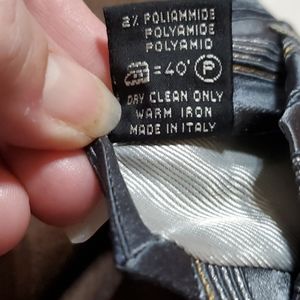 2% POLIAMMIDE
POLYAMIDE
POLYAMID
=40° P
DRY CLEAN ONLY
WARM IRON
MADE IN ITALY